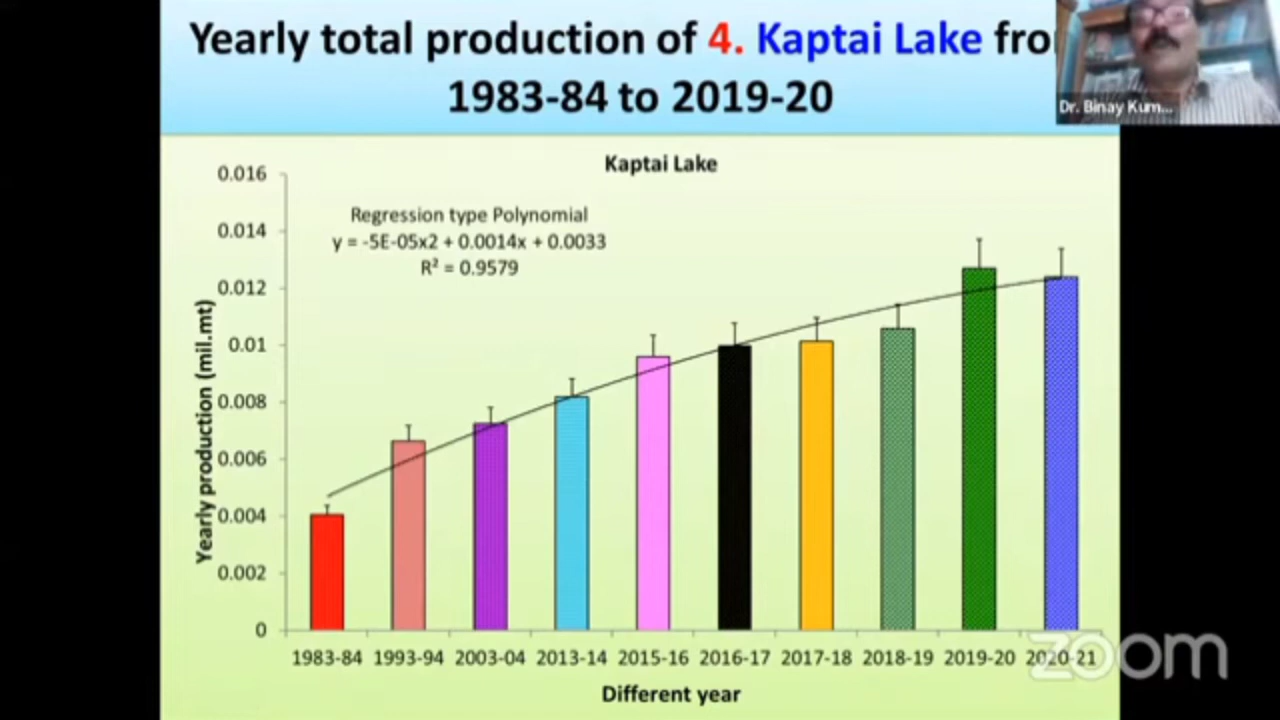 Yearly total production of 4. Kaptai Lake fro
1983-84 to 2019-20
Dr. Binay Kum...
Kaptai Lake
Regression type Polynomial
y = -5E-05x2 + 0.0014x + 0.0033
R² = 0.9579
Yearly production (mil.mt)
0.016
0.014
0.012
0.01
0.008
0.006
0.004
0.002
0
1983-84 1993-94 2003-04 2013-14 2015-16 2016-17 2017-18 2018-19 2019-20 2020-21
Different year
zoom